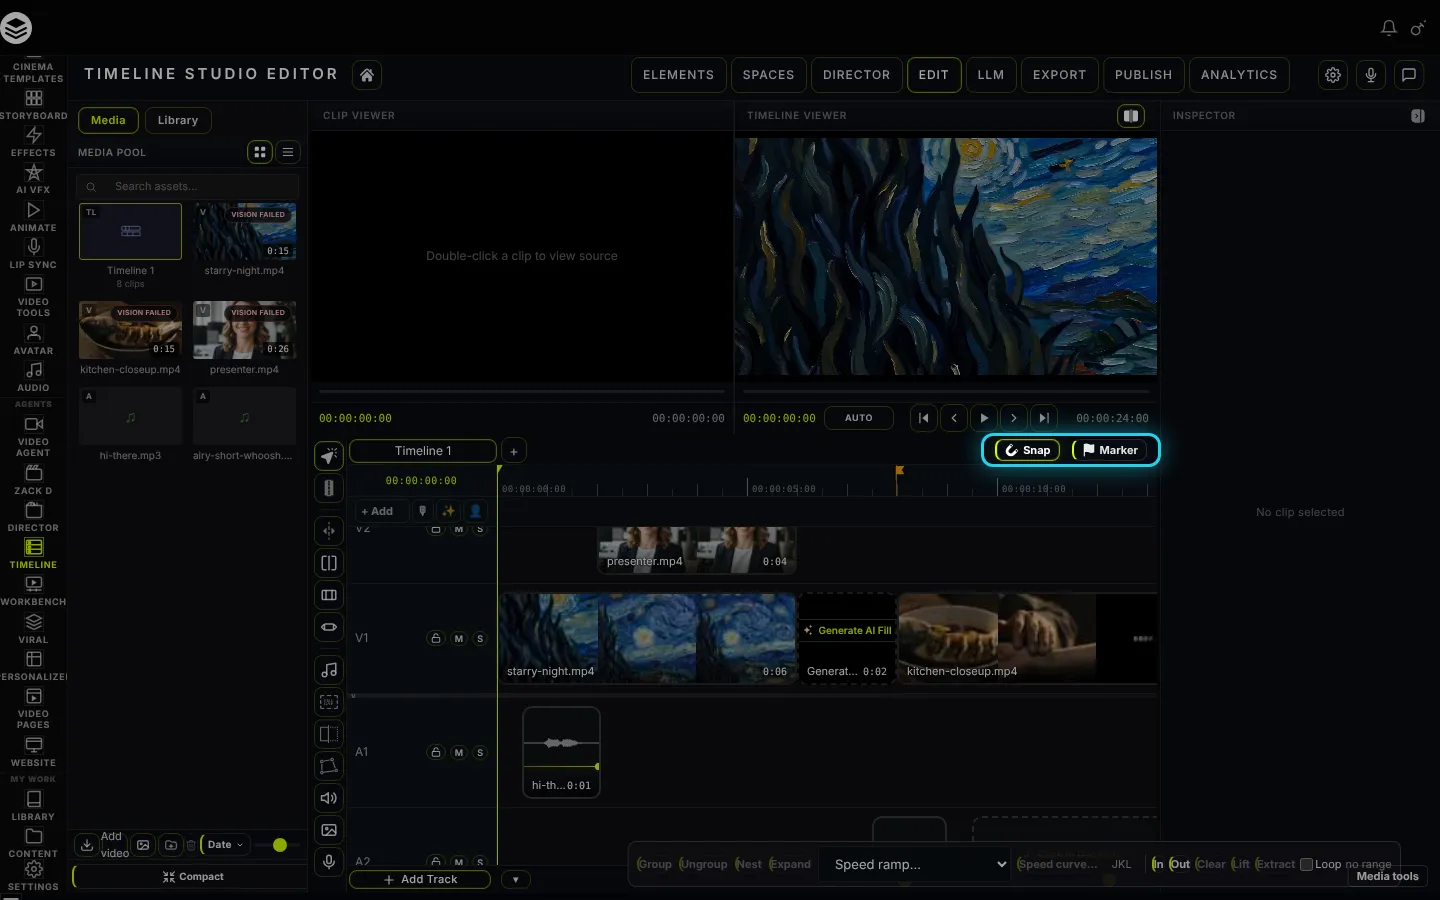 TIMELINE STUDIO EDITOR
ELEMENTS
SPACES
DIRECTOR
EDIT
LLM
EXPORT
PUBLISH
ANALYTICS
CINEMA
TEMPLATES
STORYBOARD
EFFECTS
AI VFX
ANIMATE
LIP SYNC
VIDEO
TOOLS
AVATAR
AUDIO
AGENTS
VIDEO
AGENT
ZACK D
DIRECTOR
TIMELINE
WORKBENCH
VIRAL
PERSONALIZE
VIDEO
PAGES
WEBSITE
MY WORK
LIBRARY
CONTENT
SETTINGS
Media
Library
MEDIA POOL
Search assets...
TL
Timeline 1
8 clips
V
VISION FAILED
0:15
starry-night.mp4
V
VISION FAILED
0:15
kitchen-closeup.mp4
V
VISION FAILED
0:26
presenter.mp4
A
hi-there.mp3
A
airy-short-whoosh....
Add
video
Date
Compact
CLIP VIEWER
Double-click a clip to view source
00:00:00:00
00:00:00:00
TIMELINE VIEWER
00:00:00:00
AUTO
00:00:24:00
INSPECTOR
No clip selected
Timeline 1
+
Snap
Marker
00:00:00:00
00:00:00:00
00:00:05:00
00:00:10:00
+ Add
V2
M
S
presenter.mp4
0:04
V1
M
S
starry-night.mp4
0:06
Generate AI Fill
Generat...
0:02
kitchen-closeup.mp4
A1
M
S
hi-th...
0:01
A2
M
S
+ Add Track
Group
Ungroup
Nest
Expand
Speed ramp...
Speed curve...
JKL
In
Out
Clear
Lift
Extract
Loop
no range
Media tools